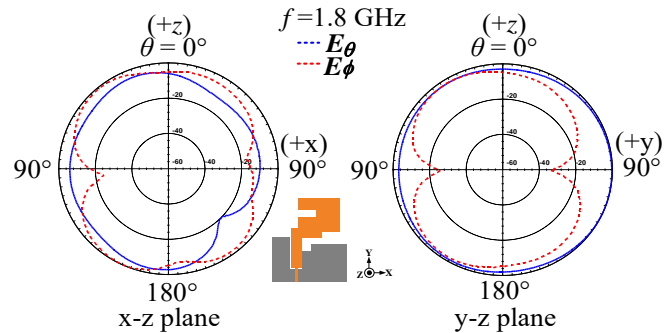 f=1.8 GHz
Eθ
Eϕ
(+z)
θ = 0°
-20
-40
-60
-40
-20
(+x)
90°
90°
180°
x-z plane
(+z)
θ = 0°
-20
-40
-60
-40
-20
(+y)
90°
90°
180°
y-z plane
Y
Z
X